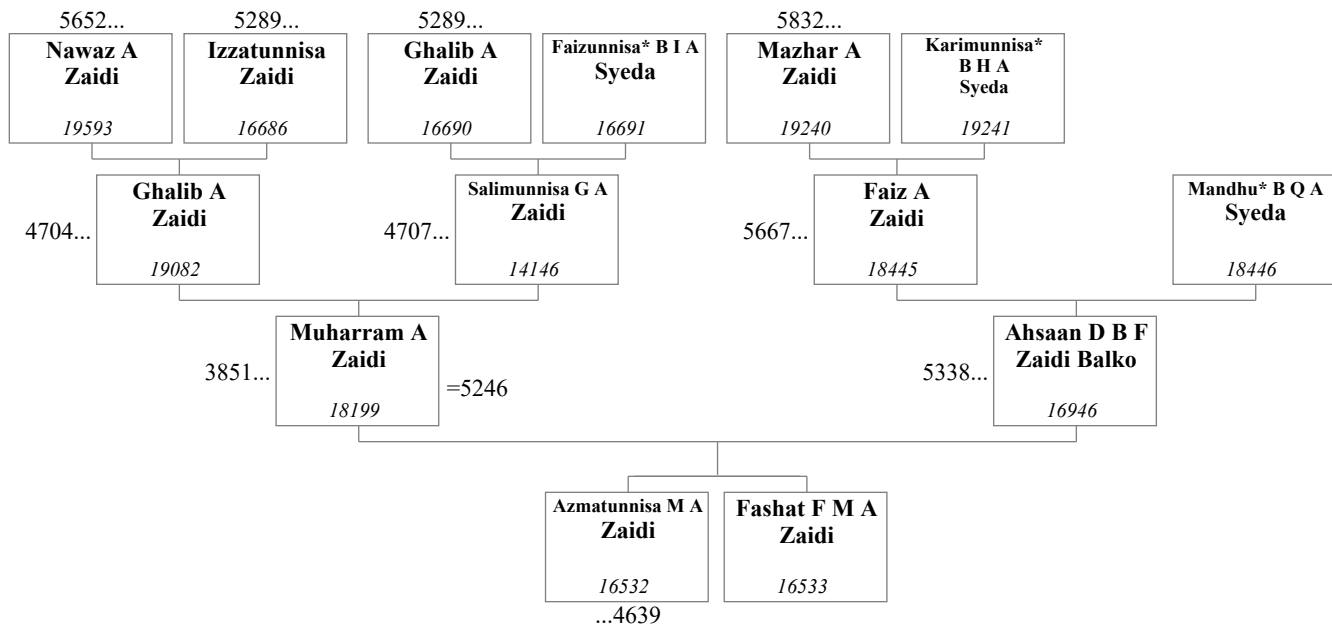 5652...
5289...
5289...
5832...
Nawaz A
Zaidi
19593
Izzatunnisa
Zaidi
16686
Ghalib A
Zaidi
16690
Faizunnisa* B I A
Syeda
16691
Mazhar A
Zaidi
19240
Karimunnisa*
B H A
Syeda
19241
4704...
Ghalib A
Zaidi
19082
4707...
Salimunnisa G A
Zaidi
14146
5667...
Faiz A
Zaidi
18445
Mandhu* B Q A
Syeda
18446
3851...
Muharram A
Zaidi
18199
=5246
5338...
Ahsaan D B F
Zaidi Balko
16946
Azmatunnisa M A
Zaidi
16532
...4639
Fashat F M A
Zaidi
16533